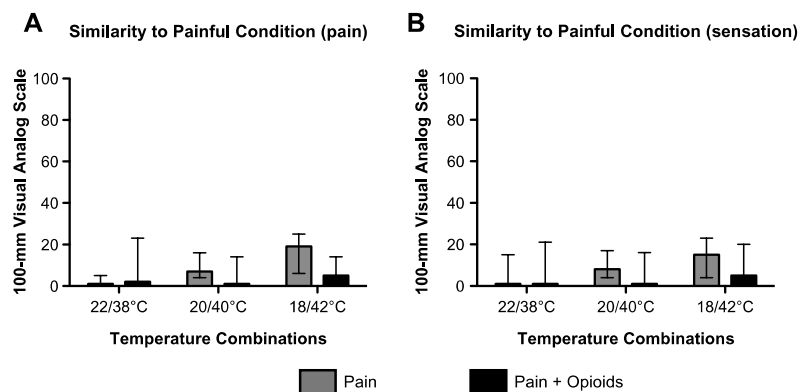 A Similarity to Painful Condition (pain)
100-mm Visual Analog Scale
100
80
60
40
20
0
22/38°C 20/40°C 18/42°C
Temperature Combinations
B Similarity to Painful Condition (sensation)
100-mm Visual Analog Scale
100
80
60
40
20
0
22/38°C 20/40°C 18/42°C
Temperature Combinations
Pain Pain + Opioids